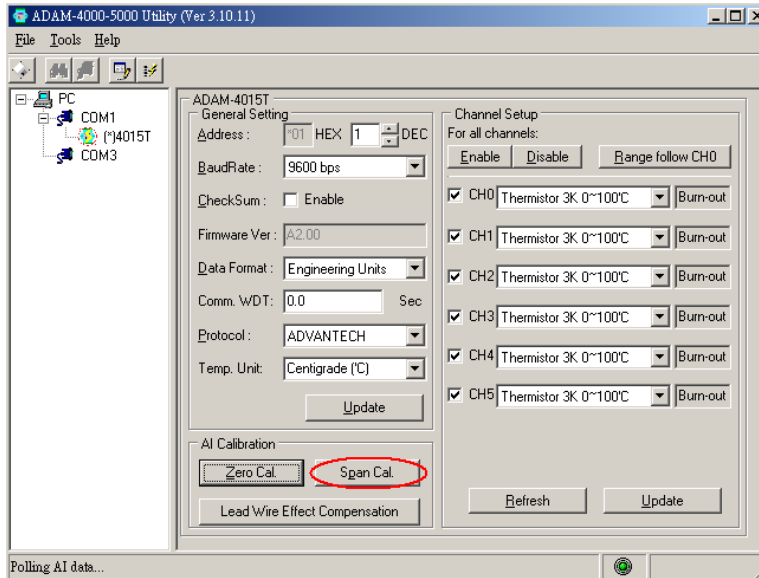 ADAM-4000-5000 Utility (Ver 3.10.11)
File Tools Help
PC
COM1
(*)4015T
COM3
ADAM-4015T
General Setting
Address : *01 HEX 1 DEC
BaudRate : 9600 bps
CheckSum : Enable
Firmware Ver : A2.00
Data Format : Engineering Units
Comm. WDT: 0.0 Sec
Protocol : ADVANTECH
Temp. Unit: Centigrade ('C)
Update
AI Calibration
Zero Cal. Span Cal.
Lead Wire Effect Compensation
Channel Setup
For all channels:
Enable Disable Range follow CH0
CH0 Thermistor 3K 0~100'C Burn-out
CH1 Thermistor 3K 0~100'C Burn-out
CH2 Thermistor 3K 0~100'C Burn-out
CH3 Thermistor 3K 0~100'C Burn-out
CH4 Thermistor 3K 0~100'C Burn-out
CH5 Thermistor 3K 0~100'C Burn-out
Refresh Update
Polling AI data...